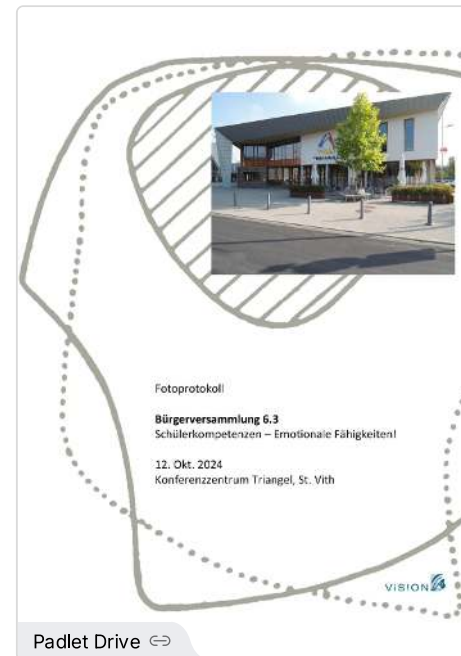 Fotoprotokoll
Bürgerversammlung 6.3
Schülerkompetenzen – Emotionale Fähigkeiten!
12. Okt. 2024
Konferenzzentrum Triangel, St. Vith
ViSION
Padlet Drive